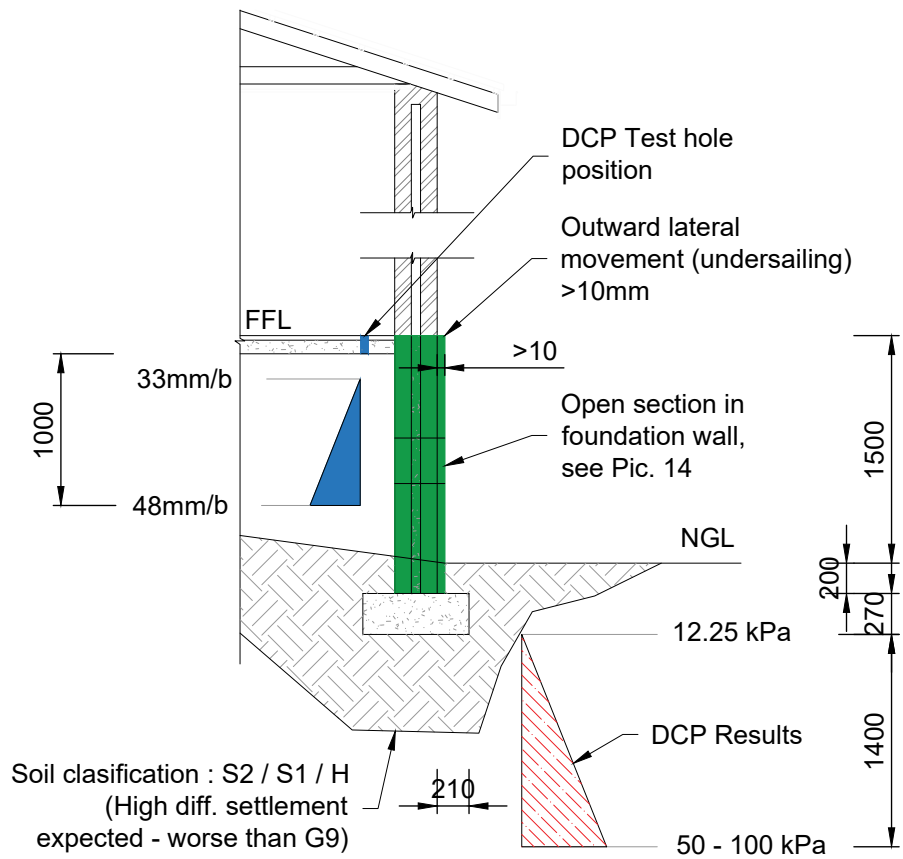 DCP Test hole
position
Outward lateral
movement (undersailing)
>10mm
FFL
>10
33mm/b
1000
48mm/b
Open section in
foundation wall,
see Pic. 14
1500
NGL
200
270
12.25 kPa
DCP Results
1400
Soil clasification : S2 / S1 / H
(High diff. settlement
expected - worse than G9)
210
50 - 100 kPa